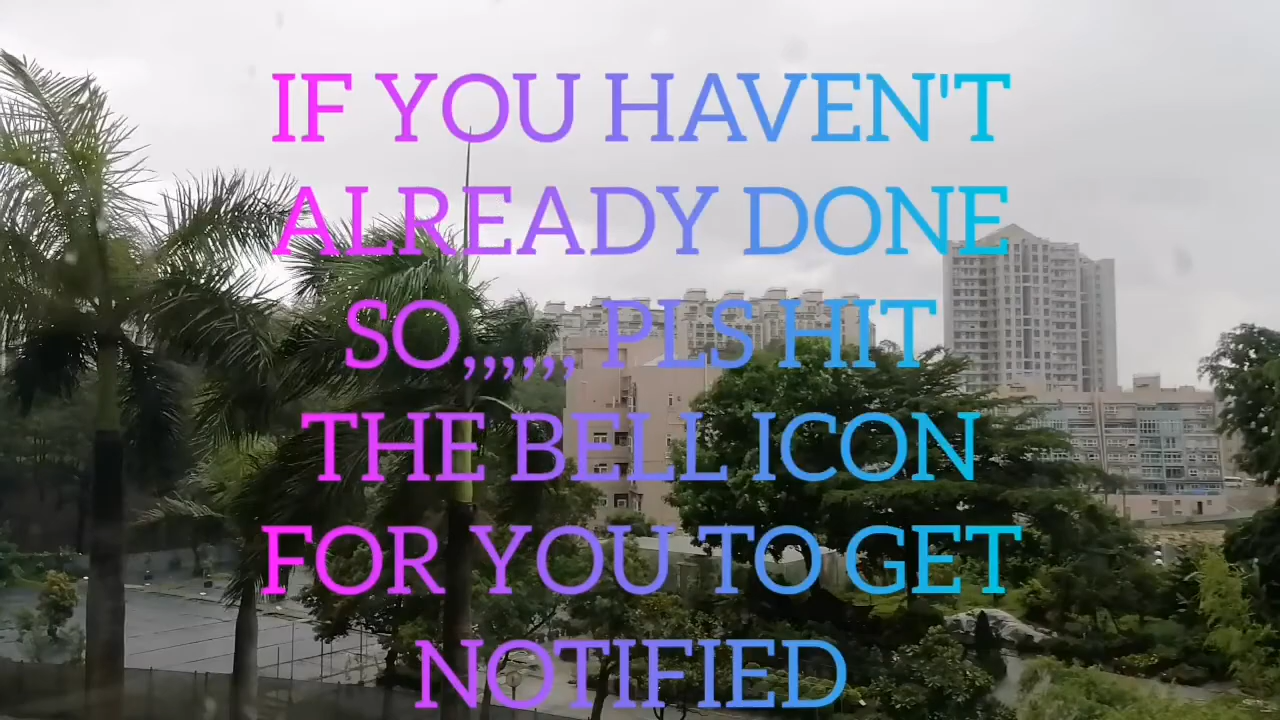 IF YOU HAVEN'T
ALREADY DONE
SO,,,,,, PLS HIT
THE BELL ICON
FOR YOU TO GET
NOTIFIED